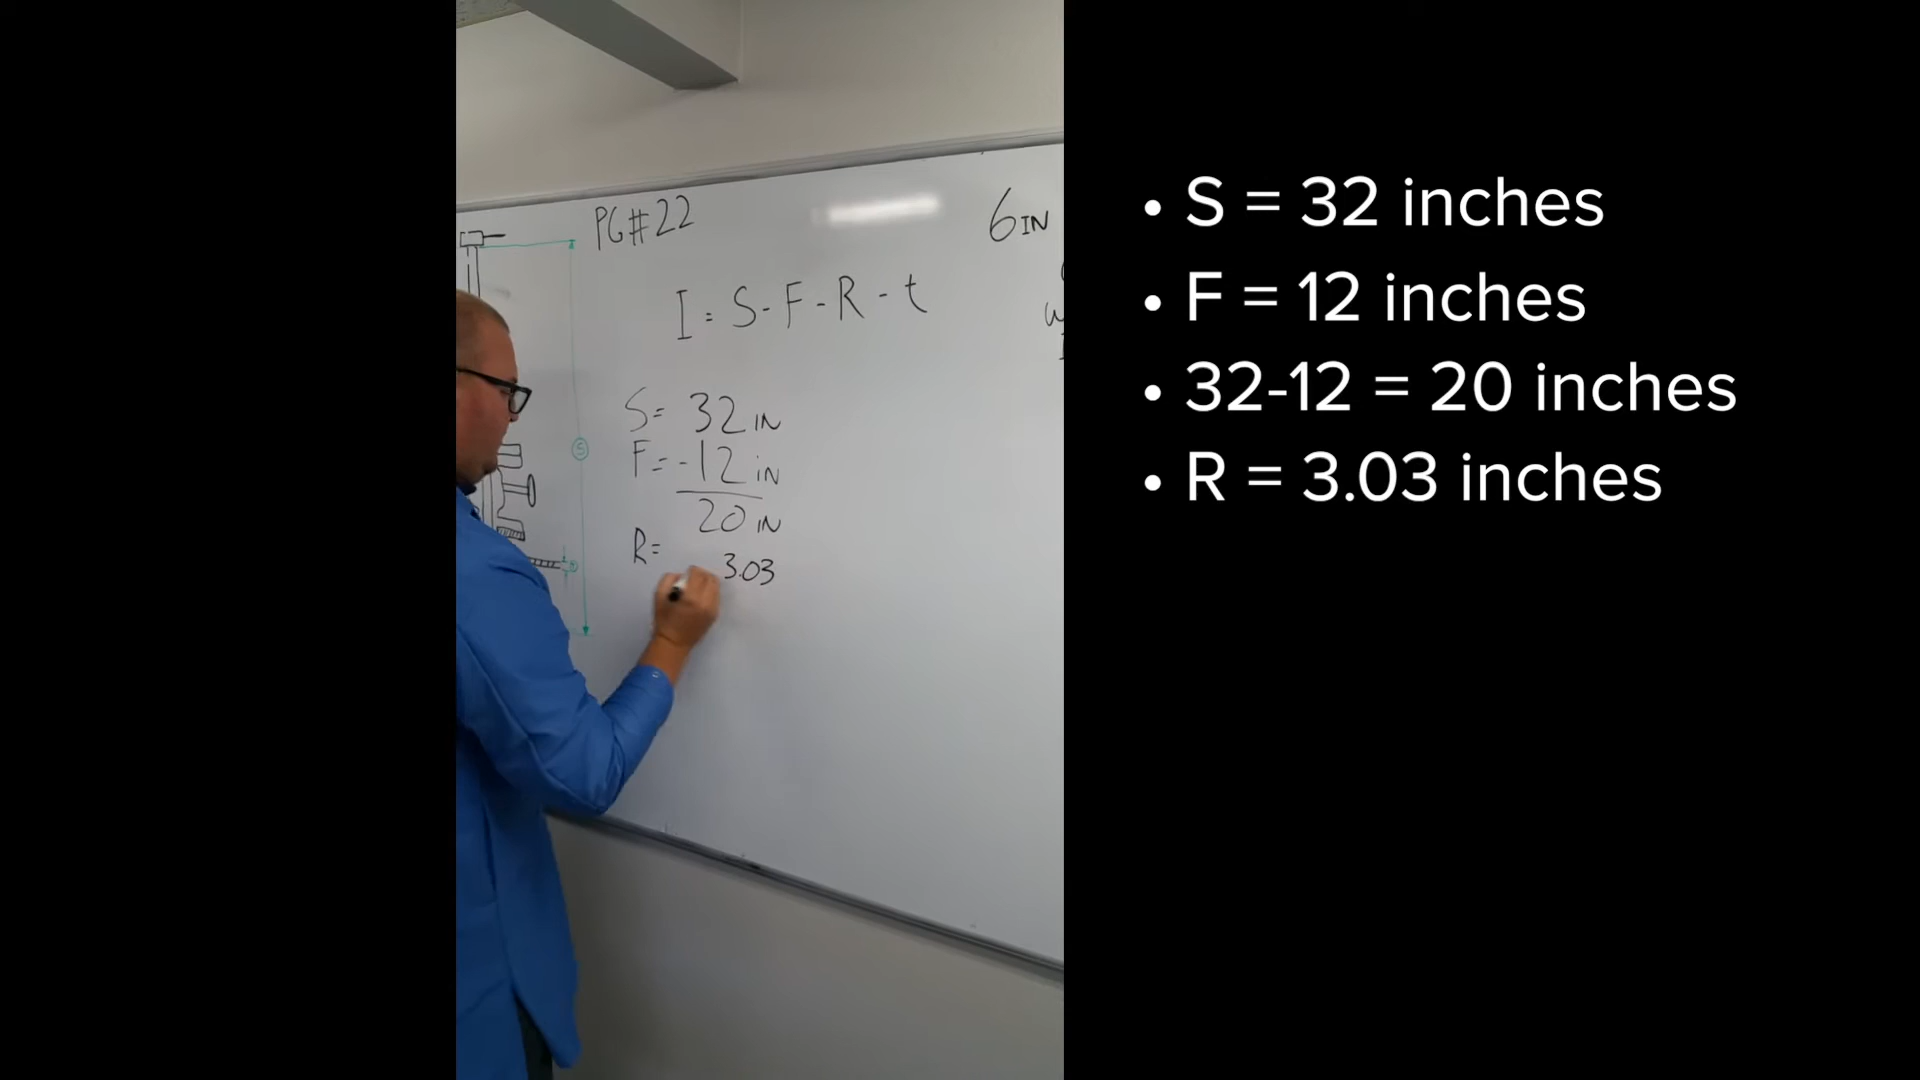 PG#22
6 IN
I = S - F - R - t
S = 32 IN
F = -12 in
20 IN
R = 3.03
S
• S = 32 inches
• F = 12 inches
• 32-12 = 20 inches
• R = 3.03 inches